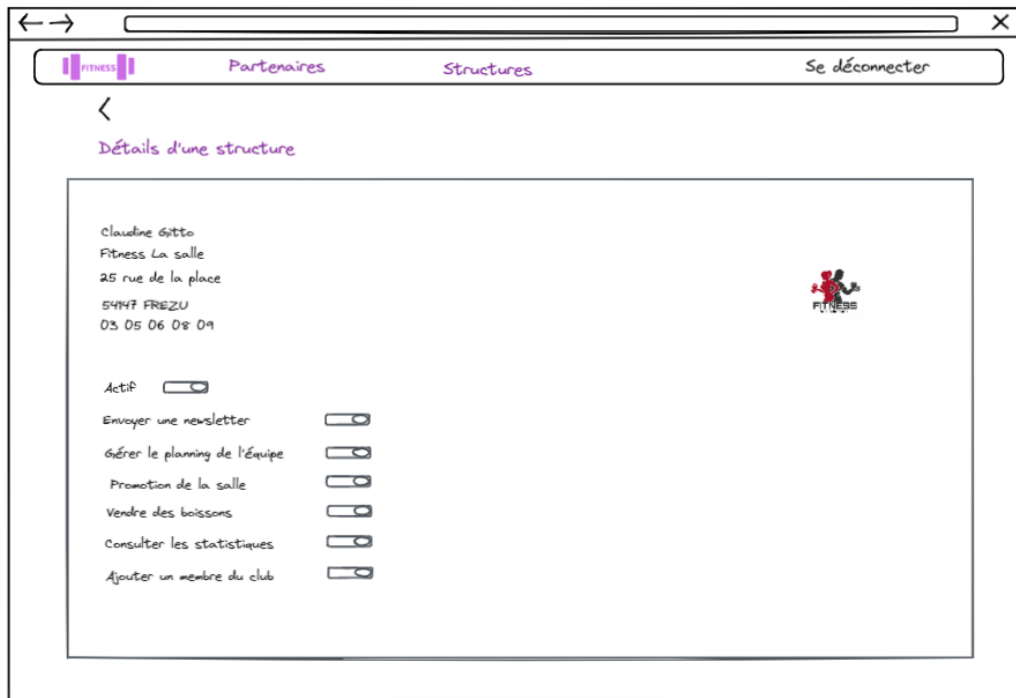 FITNESS Partenaires Structures Se déconnecter
Détails d'une structure
Claudine Gitto
Fitness La salle
25 rue de la place
54147 FREZU
03 05 06 08 09
FITNESS
Actif
Envoyer une newsletter
Gérer le planning de l'équipe
Promotion de la salle
Vendre des boissons
Consulter les statistiques
Ajouter un membre du club